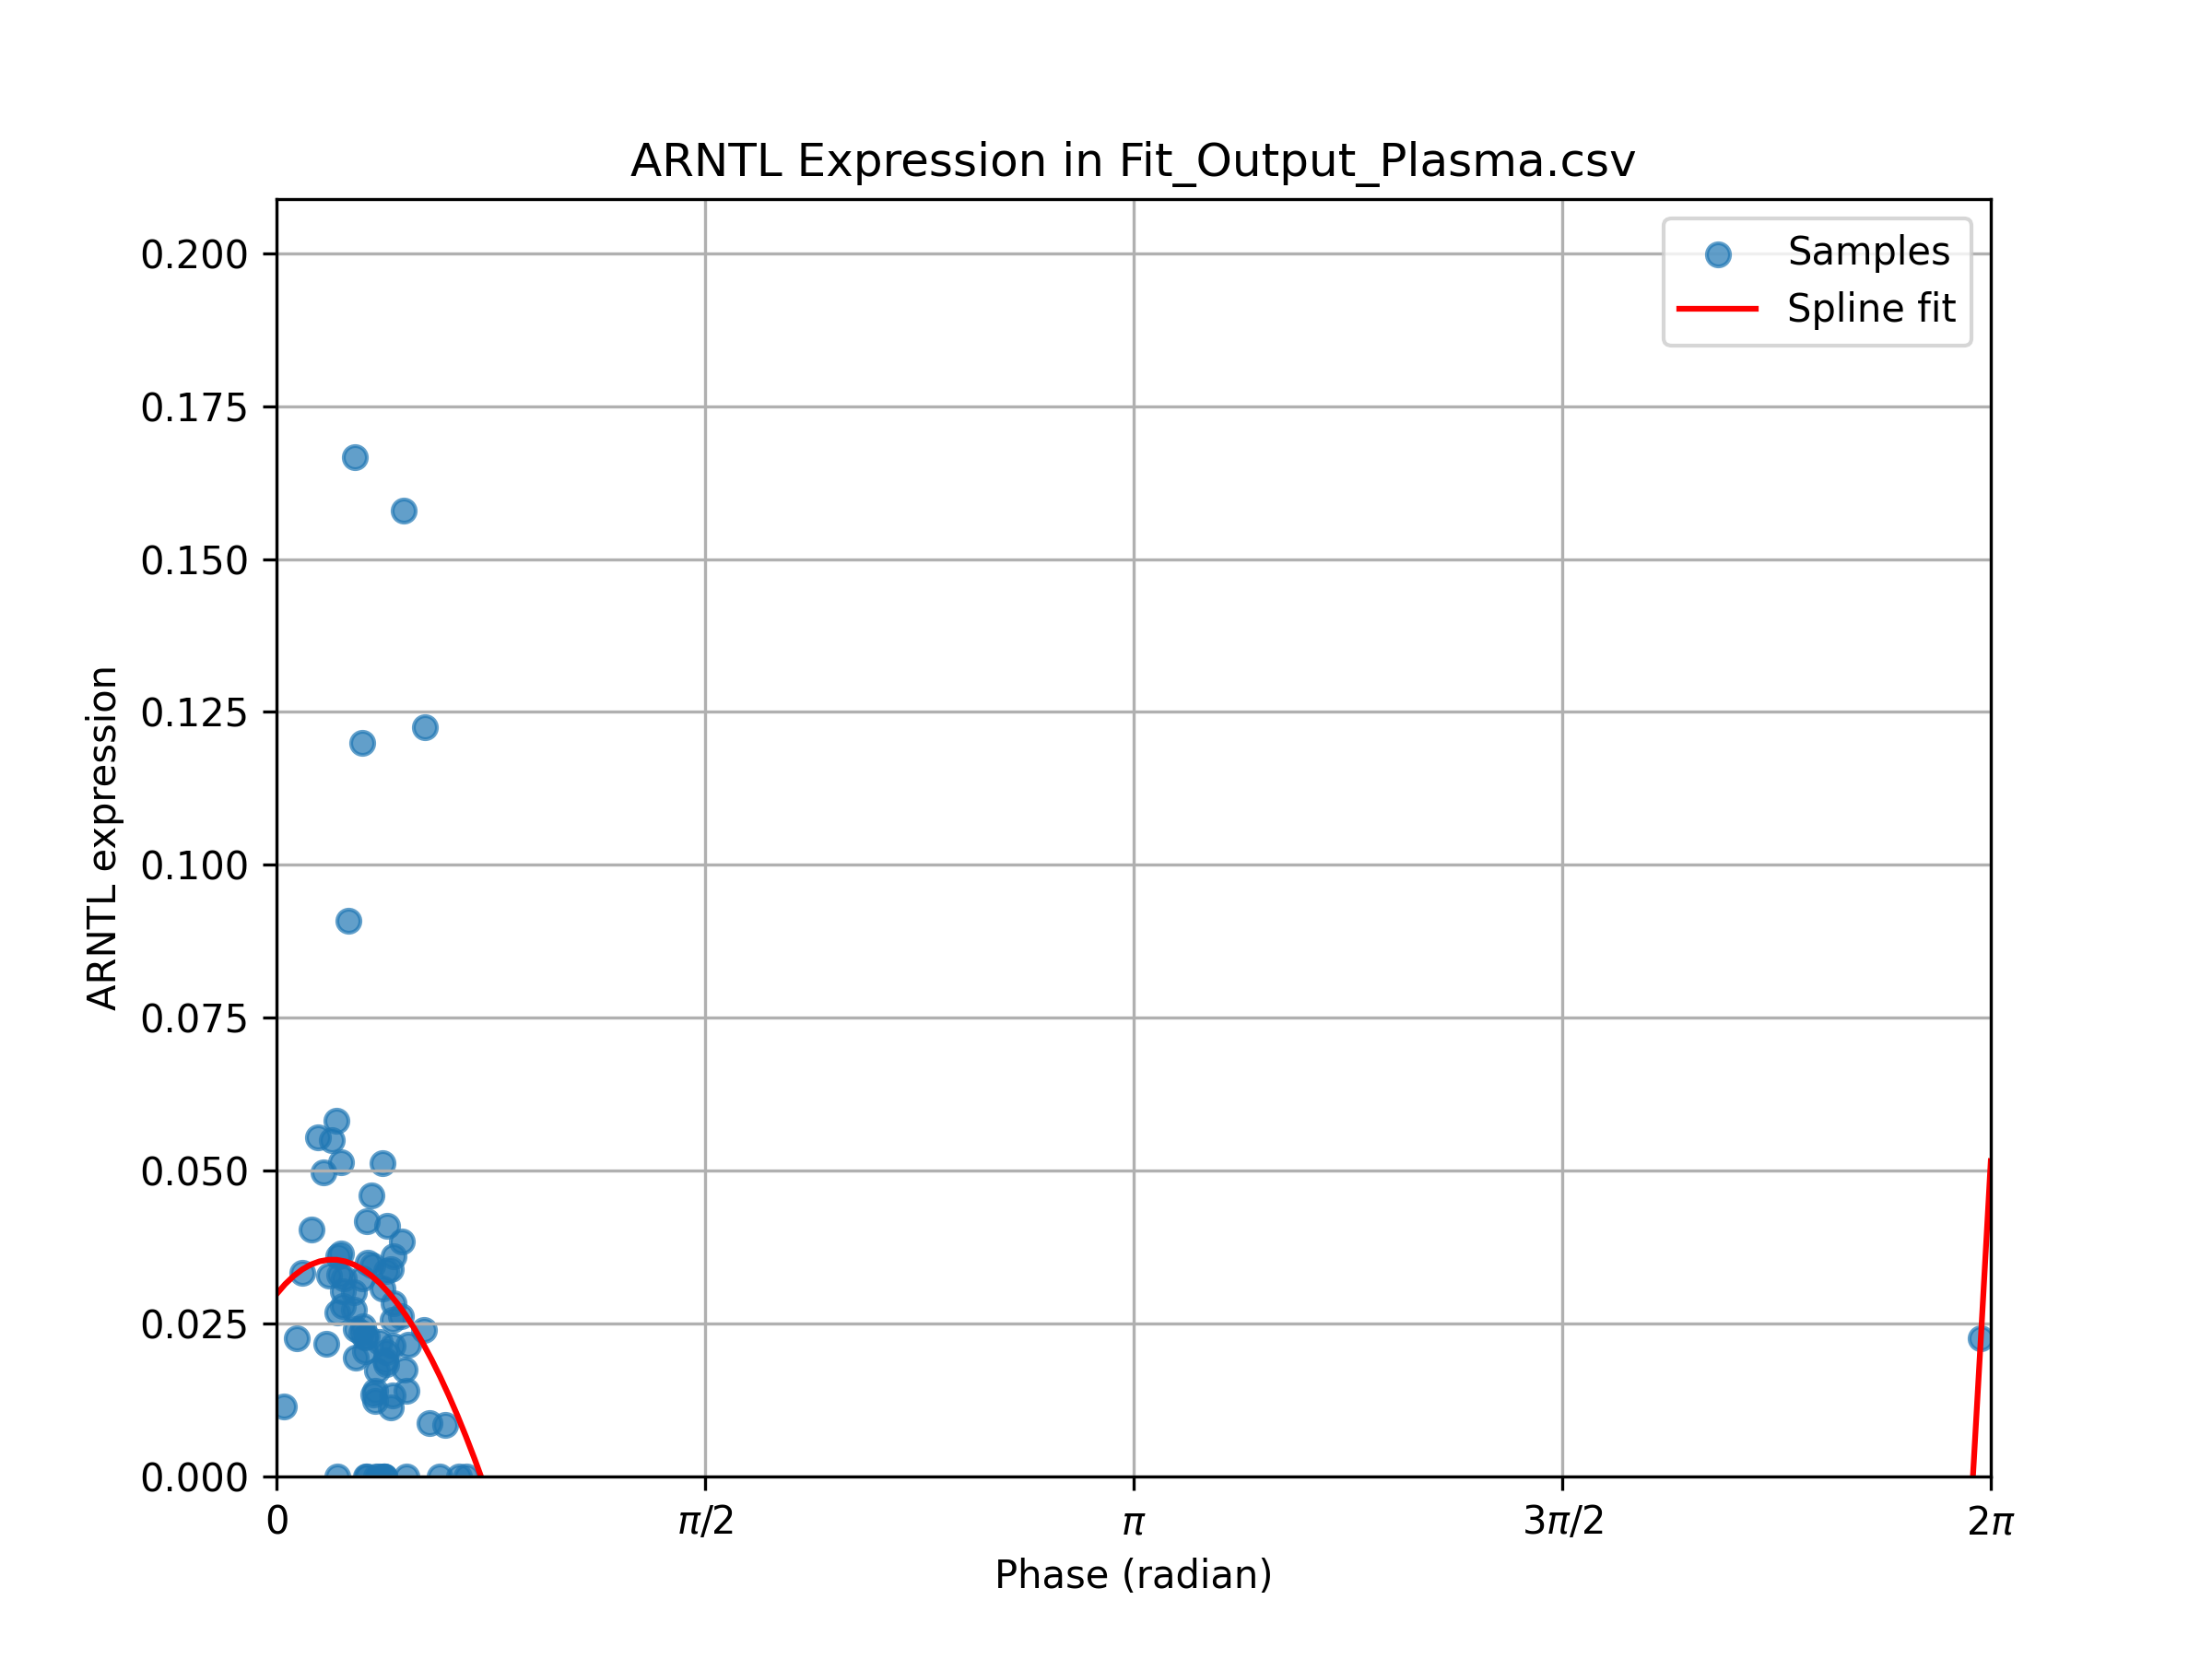 ARNTL Expression in Fit_Output_Plasma.csv
Samples
Spline fit
0.200
0.175
0.150
0.125
0.100
0.075
0.050
0.025
0.000
ARNTL expression
0
π/2
π
3π/2
2π
Phase (radian)